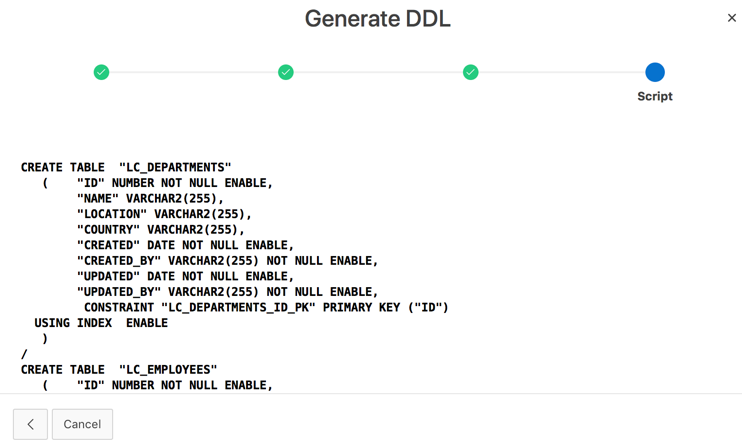 Generate DDL
Script
CREATE TABLE  "LC_DEPARTMENTS"
   (    "ID" NUMBER NOT NULL ENABLE,
        "NAME" VARCHAR2(255),
        "LOCATION" VARCHAR2(255),
        "COUNTRY" VARCHAR2(255),
        "CREATED" DATE NOT NULL ENABLE,
        "CREATED_BY" VARCHAR2(255) NOT NULL ENABLE,
        "UPDATED" DATE NOT NULL ENABLE,
        "UPDATED_BY" VARCHAR2(255) NOT NULL ENABLE,
         CONSTRAINT "LC_DEPARTMENTS_ID_PK" PRIMARY KEY ("ID")
  USING INDEX  ENABLE
   )
/
CREATE TABLE  "LC_EMPLOYEES"
   (    "ID" NUMBER NOT NULL ENABLE,
Cancel